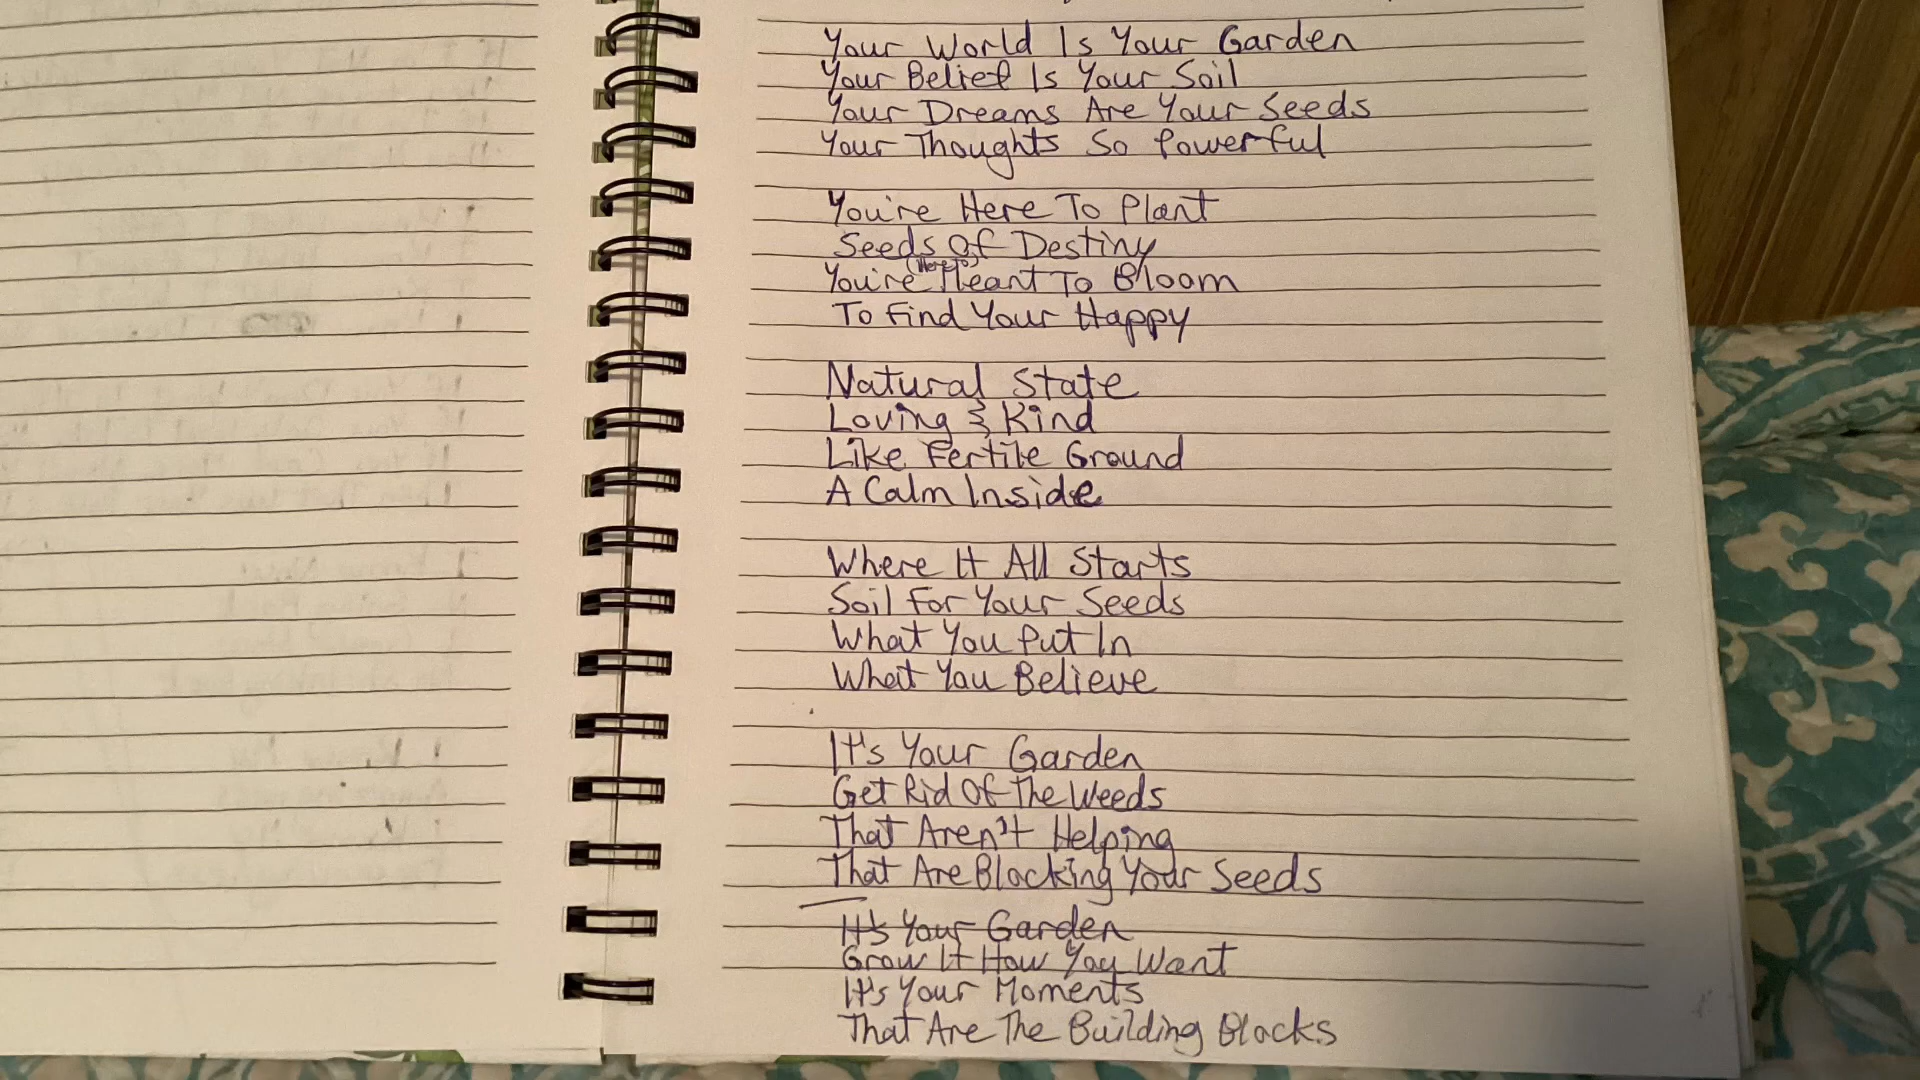 Your World Is Your Garden
Your Belief Is Your Soil
Your Dreams Are Your Seeds
Your Thoughts So Powerful
You're Here To Plant
Seeds Of Destiny
(Here To)
You're Meant To Bloom
To Find Your Happy
Natural State
Loving & Kind
Like Fertile Ground
A Calm Inside
Where It All Starts
Soil For Your Seeds
What You Put In
What You Believe
It's Your Garden
Get Rid Of The Weeds
That Aren't Helping
That Are Blocking Your Seeds
It's Your Garden
Grow It How You Want
It's Your Moments
That Are The Building Blocks